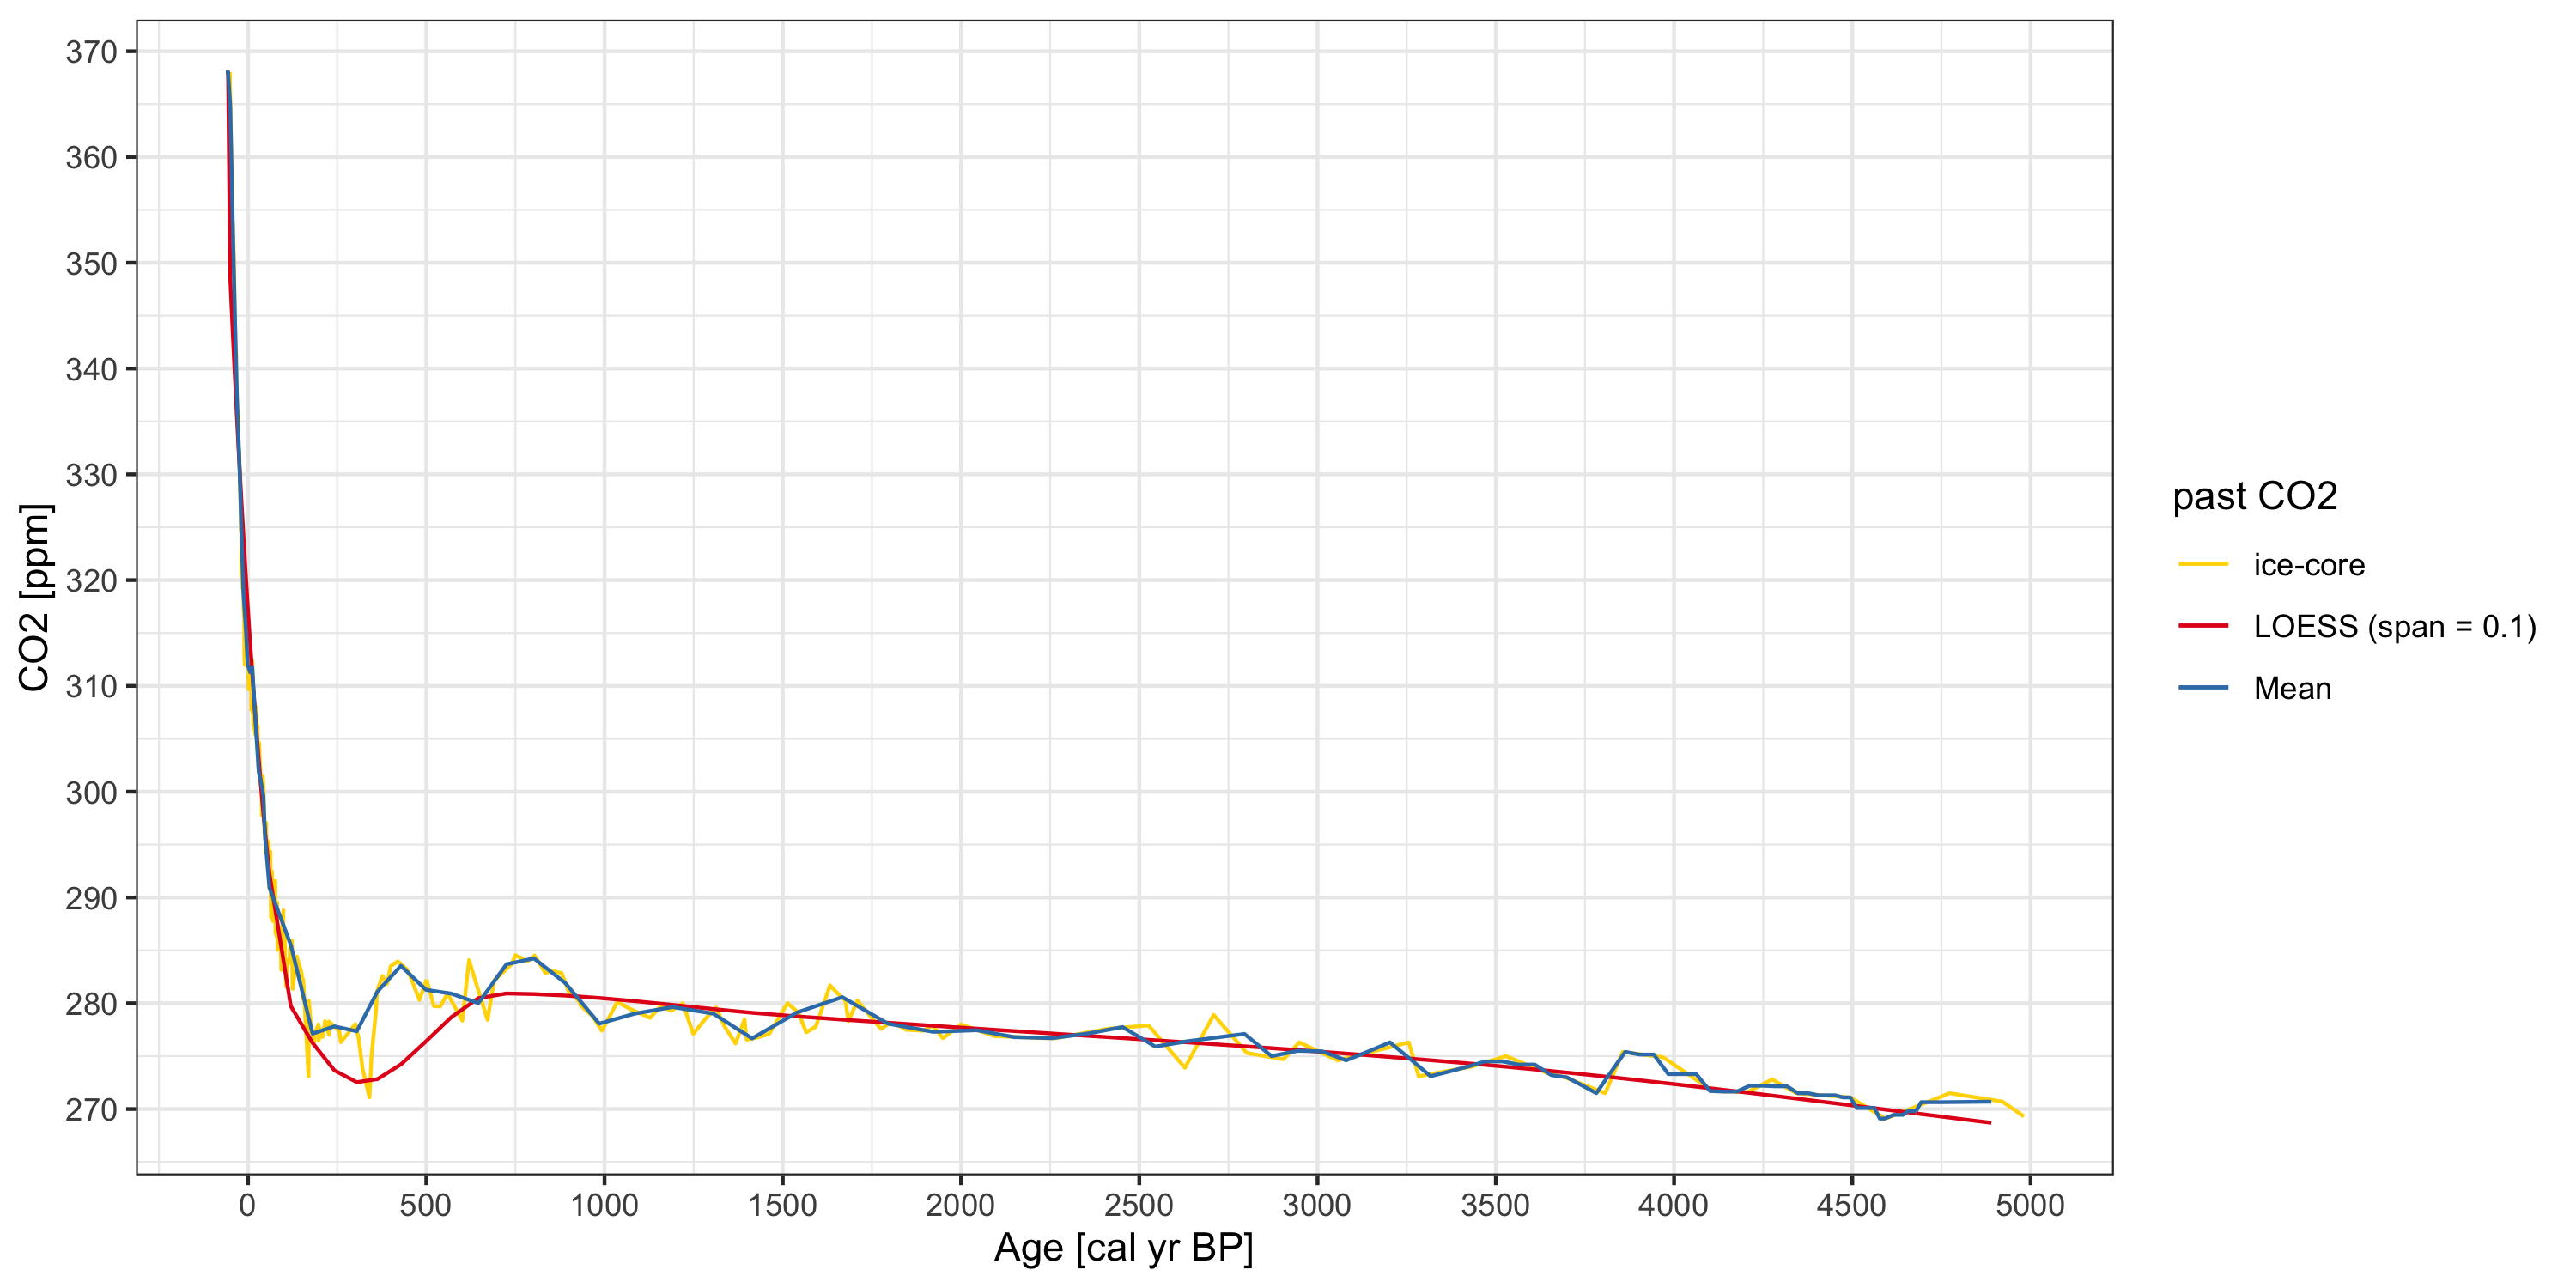 370
360
350
340
330
320
310
300
290
280
270
CO2 [ppm]
0 500 1000 1500 2000 2500 3000 3500 4000 4500 5000
Age [cal yr BP]
past CO2
ice-core
LOESS (span = 0.1)
Mean